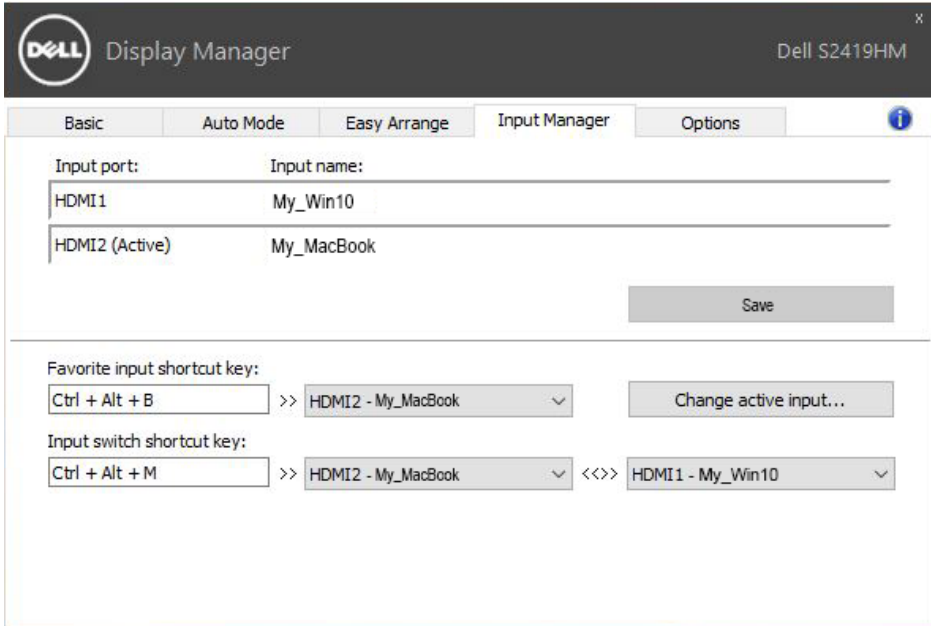 x
DELL Display Manager Dell S2419HM
Basic Auto Mode Easy Arrange Input Manager Options i
Input port: Input name:
HDMI1 My_Win10
HDMI2 (Active) My_MacBook
Save
Favorite input shortcut key:
Ctrl + Alt + B >> HDMI2 - My_MacBook Change active input...
Input switch shortcut key:
Ctrl + Alt + M >> HDMI2 - My_MacBook <<>> HDMI1 - My_Win10